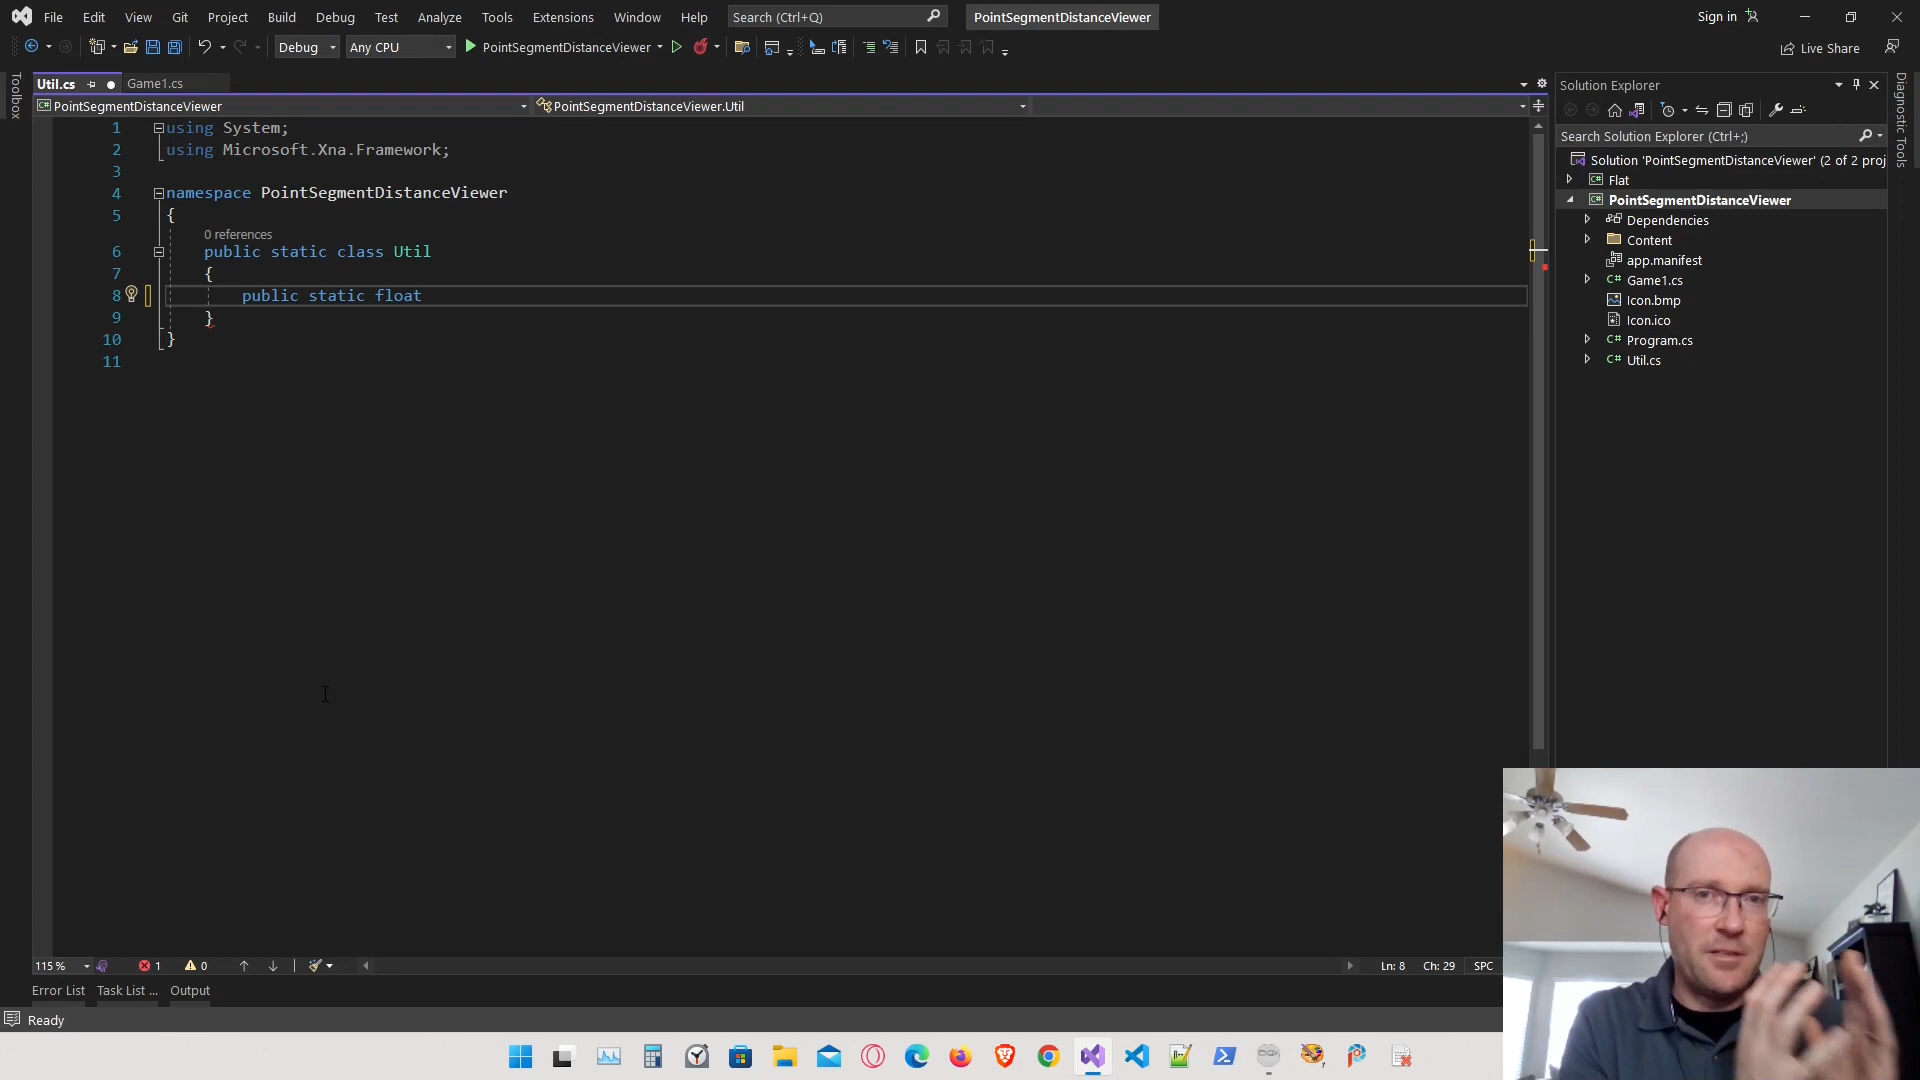 File Edit View Git Project Build Debug Test Analyze Tools Extensions Window Help Search (Ctrl+Q) PointSegmentDistanceViewer Sign in
Debug Any CPU PointSegmentDistanceViewer Live Share
Toolbox
Util.cs Game1.cs
PointSegmentDistanceViewer PointSegmentDistanceViewer.Util
1 using System;
2 using Microsoft.Xna.Framework;
3
4 namespace PointSegmentDistanceViewer
5 {
0 references
6 public static class Util
7 {
8 public static float
9 }
10 }
11
115 % 1 0 Ln: 8 Ch: 29 SPC
Error List Task List ... Output
Ready
Solution Explorer
Search Solution Explorer (Ctrl+;)
Solution 'PointSegmentDistanceViewer' (2 of 2 proj
C# Flat
C# PointSegmentDistanceViewer
Dependencies
Content
app.manifest
C# Game1.cs
Icon.bmp
Icon.ico
C# Program.cs
C# Util.cs
Diagnostic Tools